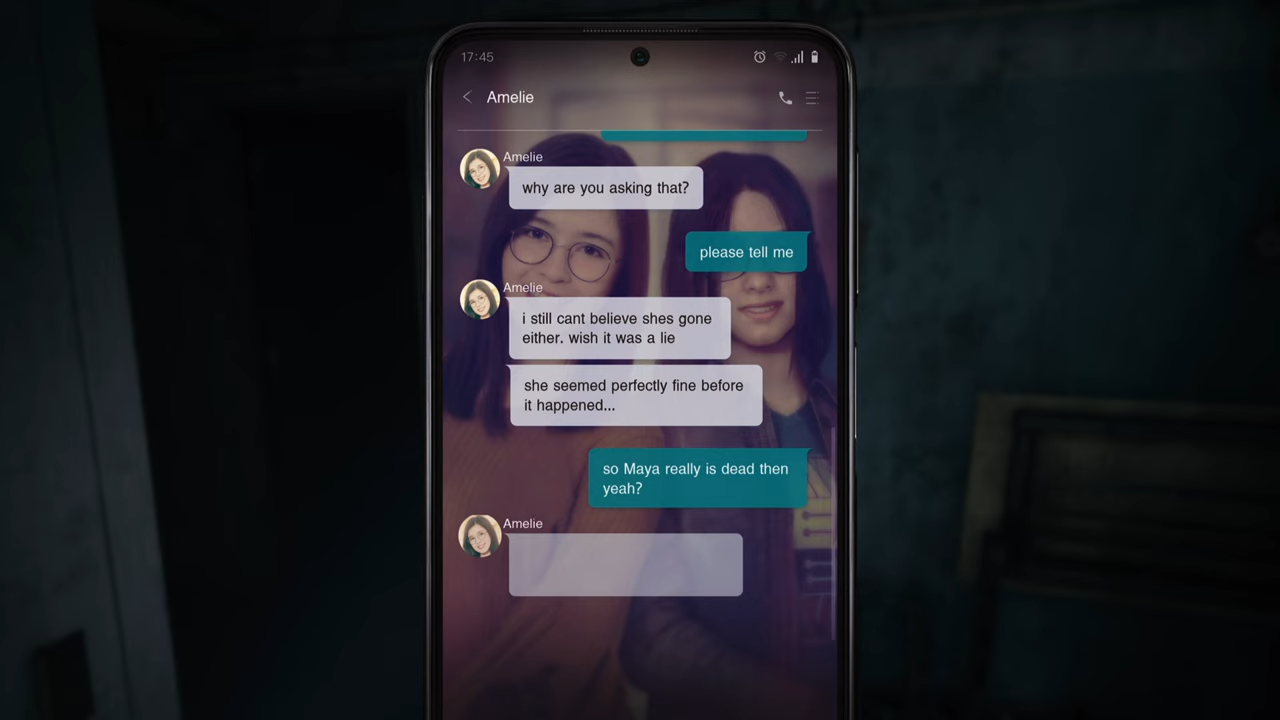 17:45
Amelie
Amelie
why are you asking that?
please tell me
Amelie
i still cant believe shes gone
either. wish it was a lie
she seemed perfectly fine before
it happened...
so Maya really is dead then
yeah?
Amelie